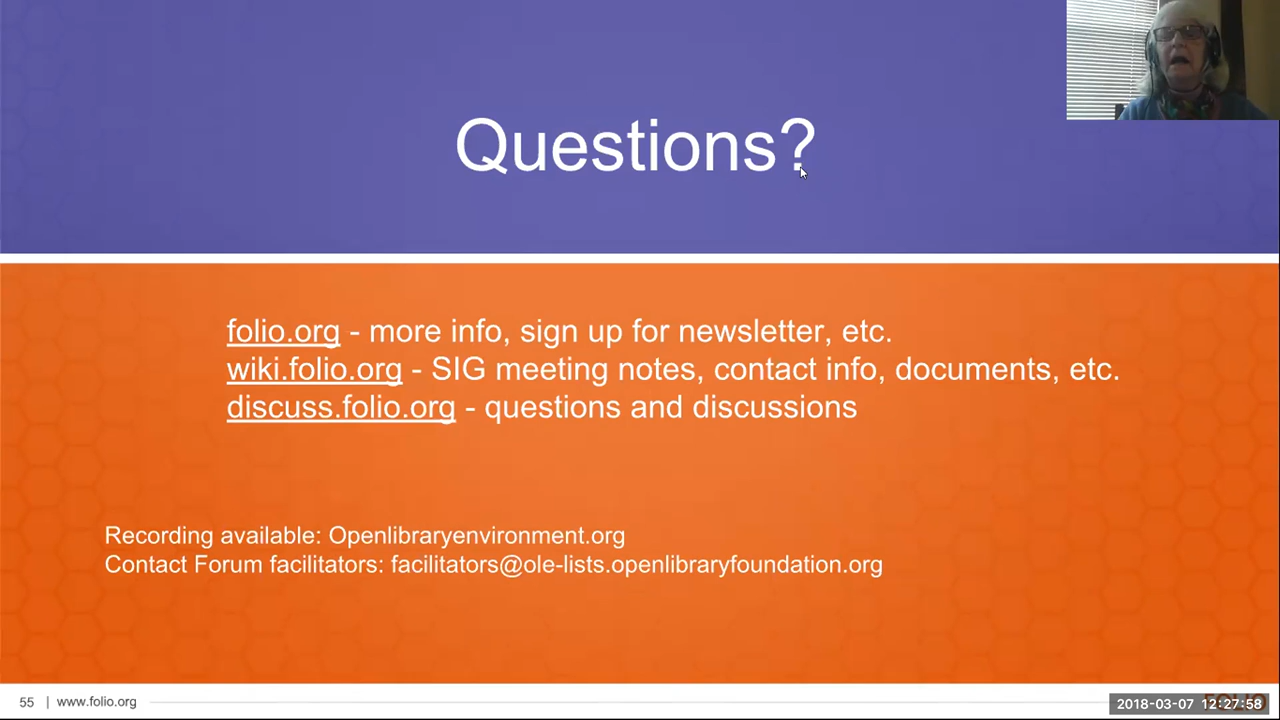 Questions?
folio.org - more info, sign up for newsletter, etc.
wiki.folio.org - SIG meeting notes, contact info, documents, etc.
discuss.folio.org - questions and discussions
Recording available: Openlibraryenvironment.org
Contact Forum facilitators: facilitators@ole-lists.openlibraryfoundation.org
55 | www.folio.org
2018-03-07 12:27:58